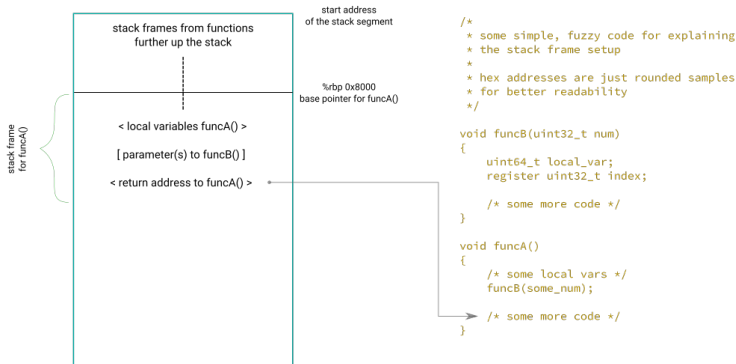 start address
of the stack segment
stack frames from functions
further up the stack
%rbp 0x8000
base pointer for funcA()
stack frame
for funcA()
< local variables funcA() >
[ parameter(s) to funcB() ]
< return address to funcA() >
/*
 * some simple, fuzzy code for explaining
 * the stack frame setup
 *
 * hex addresses are just rounded samples
 * for better readability
 */
void funcB(uint32_t num)
{
    uint64_t local_var;
    register uint32_t index;
    /* some more code */
}
void funcA()
{
    /* some local vars */
    funcB(some_num);
    /* some more code */
}